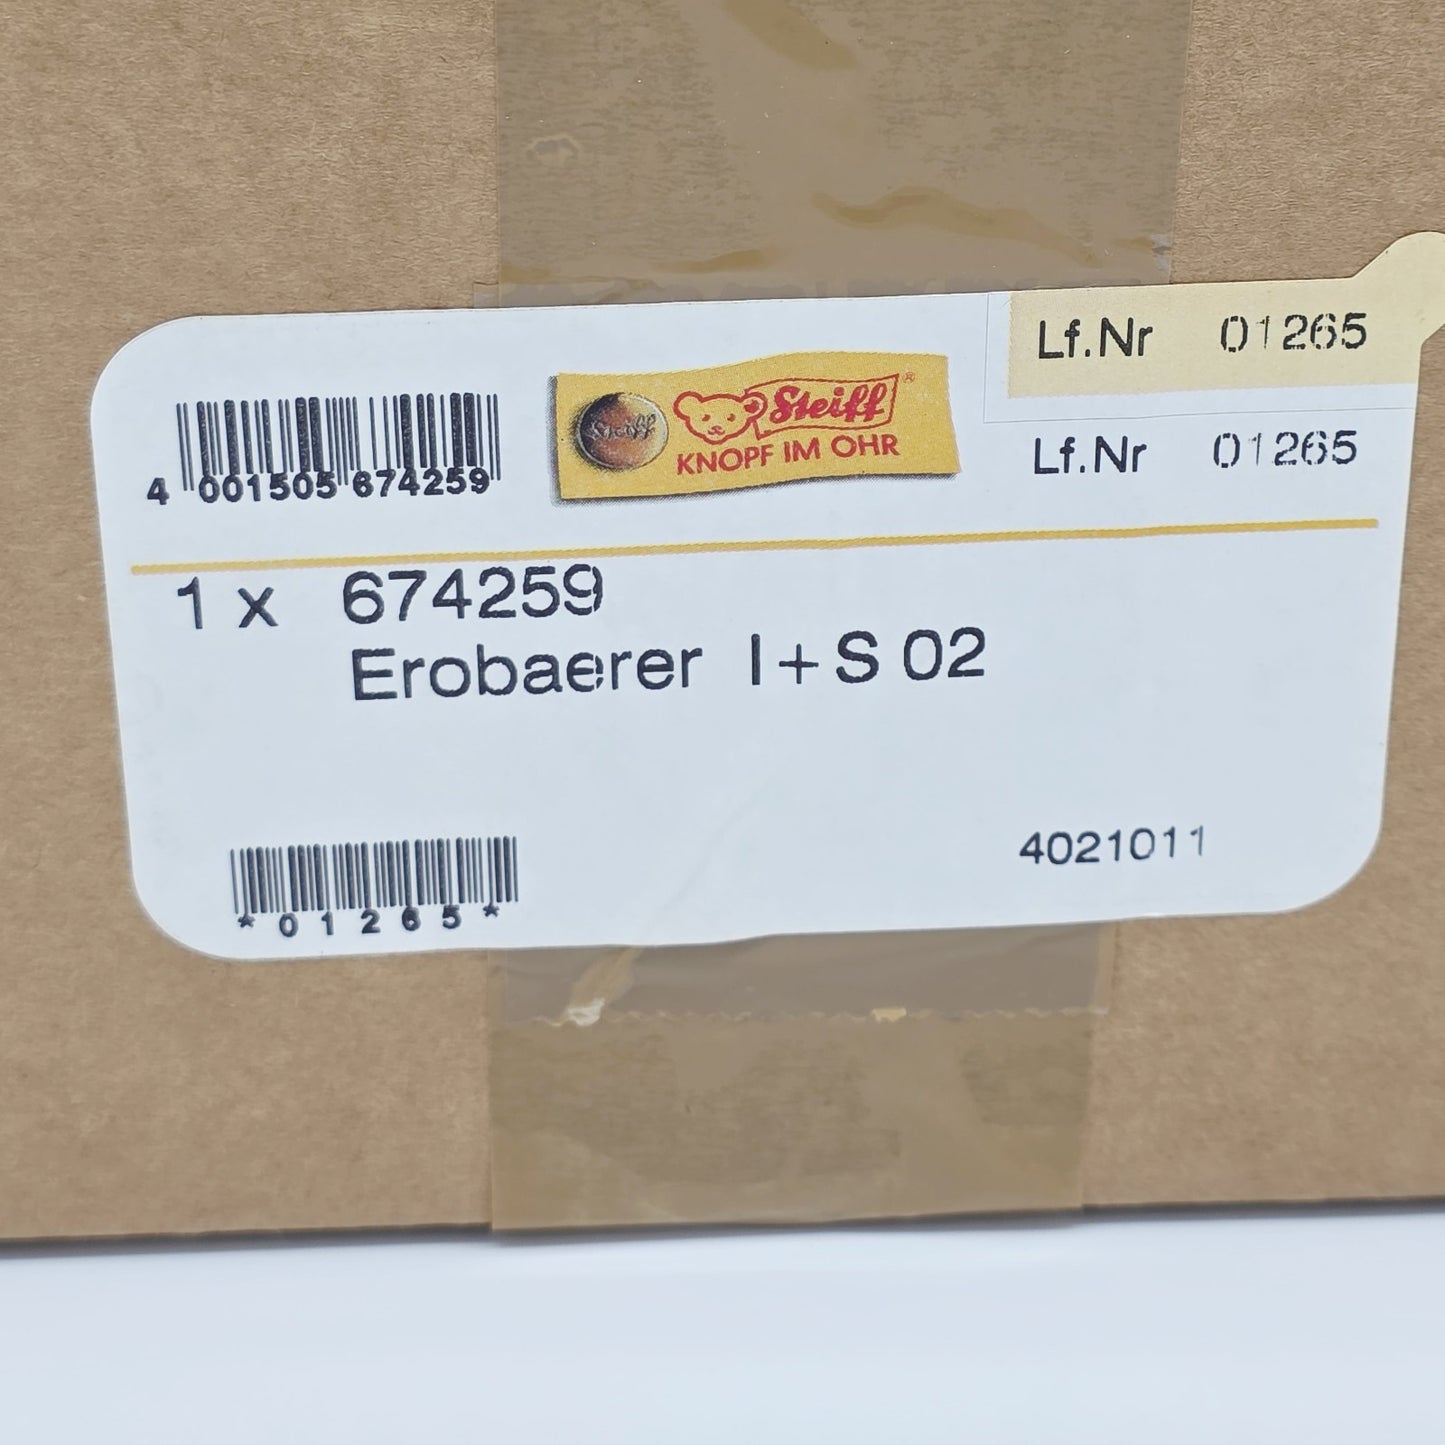 Lf.Nr 01265
Steiff Steiff®
KNOPF IM OHR
Lf.Nr 01265
4 001505 674259
1 x 674259
Erobaerer I+S 02
4021011
*01265*